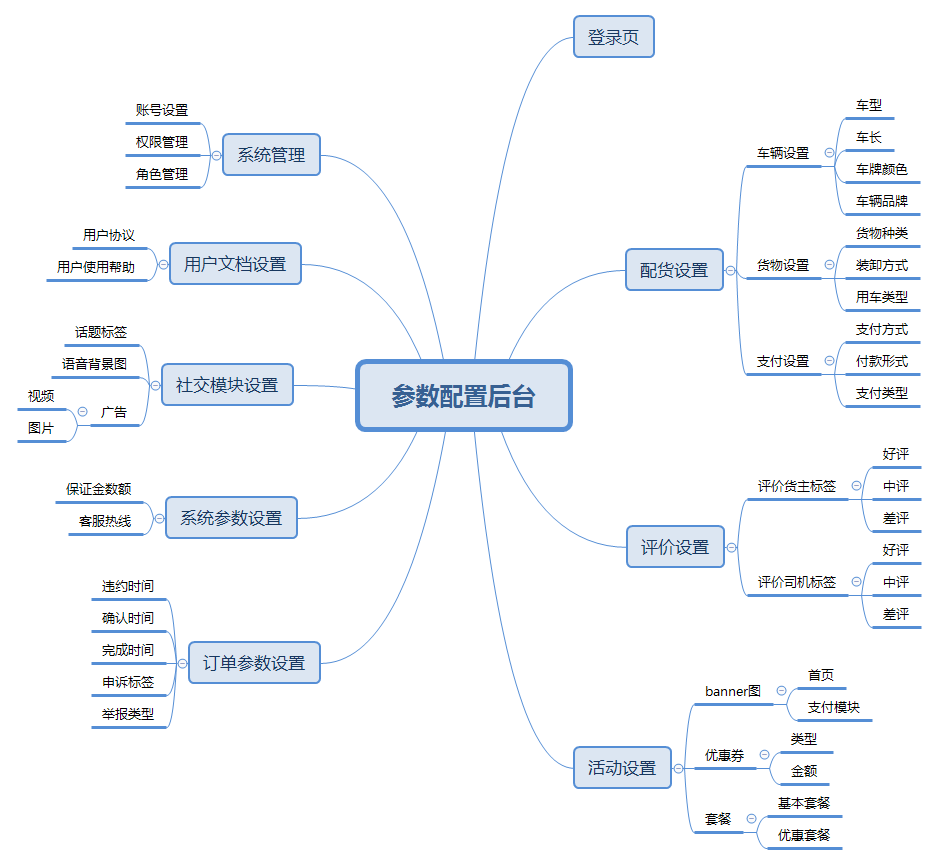 参数配置后台
登录页
配货设置
车辆设置
车型
车长
车牌颜色
车辆品牌
货物设置
货物种类
装卸方式
用车类型
支付设置
支付方式
付款形式
支付类型
评价设置
评价货主标签
好评
中评
差评
评价司机标签
好评
中评
差评
活动设置
banner图
首页
支付模块
优惠券
类型
金额
套餐
基本套餐
优惠套餐
系统管理
账号设置
权限管理
角色管理
用户文档设置
用户协议
用户使用帮助
社交模块设置
话题标签
语音背景图
广告
视频
图片
系统参数设置
保证金数额
客服热线
订单参数设置
违约时间
确认时间
完成时间
申诉标签
举报类型